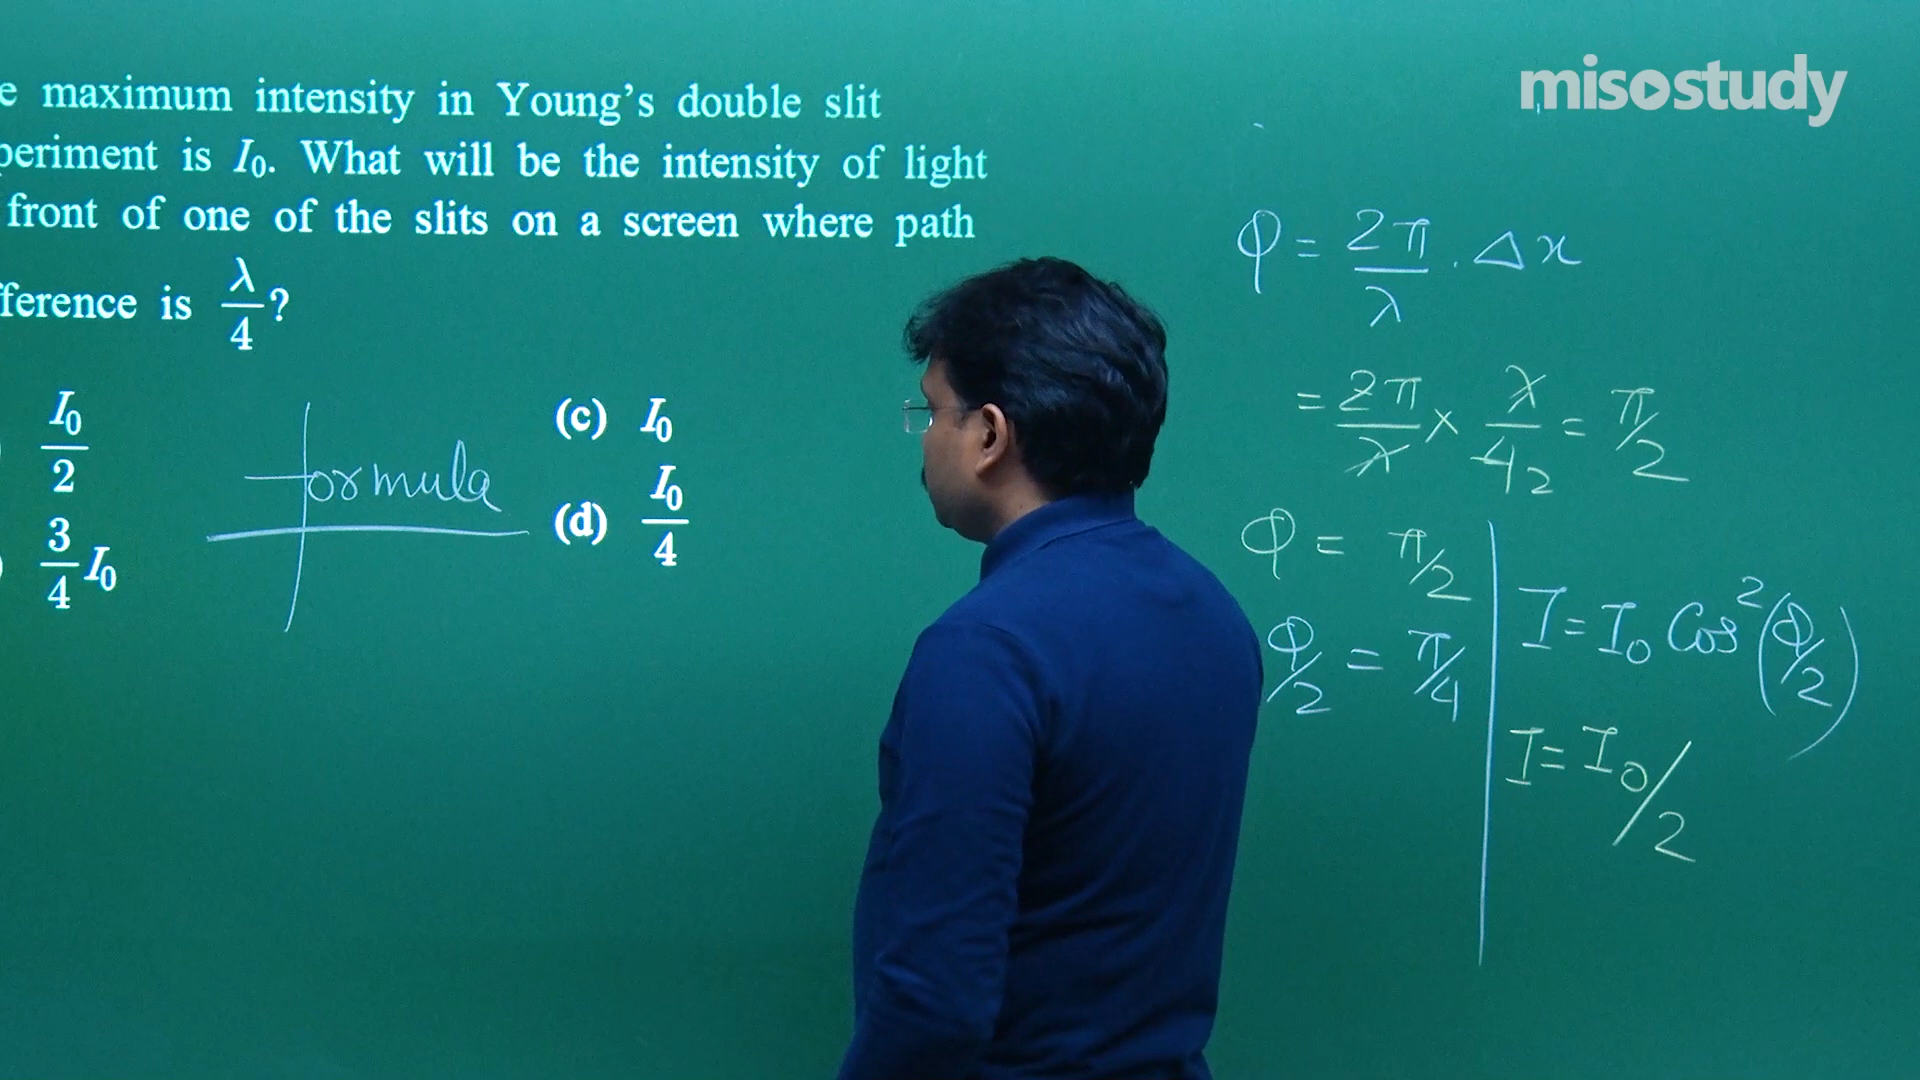 misostudy
e maximum intensity in Young's double slit
periment is I₀. What will be the intensity of light
front of one of the slits on a screen where path
fference is λ/4?
I₀/2
(c) I₀
3/4 I₀
(d) I₀/4
formula
φ = 2π/λ . Δx
= 2π/λ × λ/4 2 = π/2
φ = π/2
φ/2 = π/4
I = I₀ Cos²(φ/2)
I = I₀/2